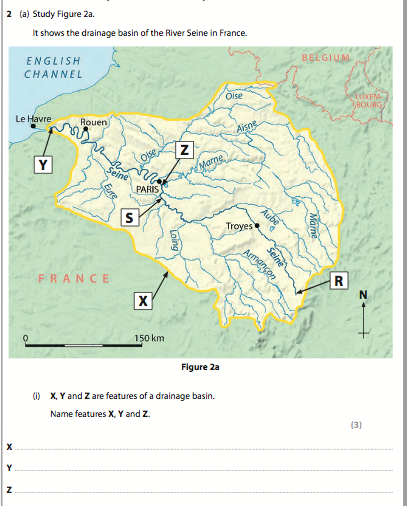 2 (a) Study Figure 2a.
It shows the drainage basin of the River Seine in France.
ENGLISH
CHANNEL
BELGIUM
LUXEM-
BOURG
Oise
Le Havre
Rouen
Aisne
Y
Oise
Z
Marne
Seine
Eure
PARIS
S
Loing
Troyes
Aube
Marne
Seine
Armançon
FRANCE
X
R
N
0
150 km
Figure 2a
(i) X, Y and Z are features of a drainage basin.
Name features X, Y and Z.
(3)
X
Y
Z